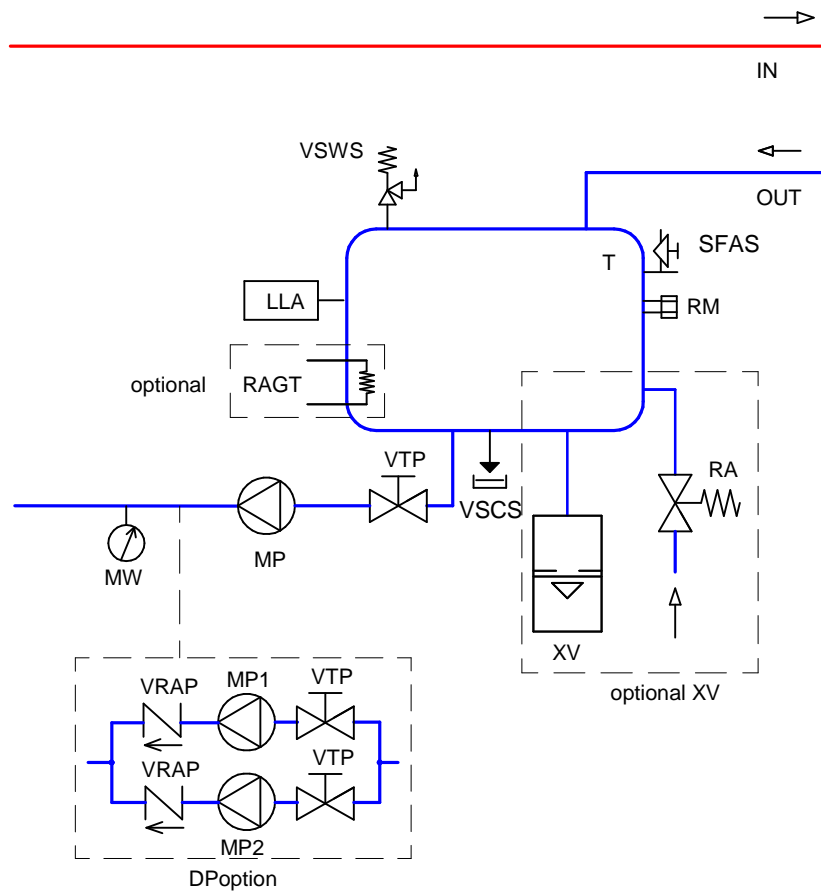 IN
VSWS
OUT
SFAS
T
LLA
RM
optional
RAGT
VTP
RA
VSCS
MP
MW
XV
optional XV
VRAP
MP1
VTP
VRAP
VTP
MP2
DPoption